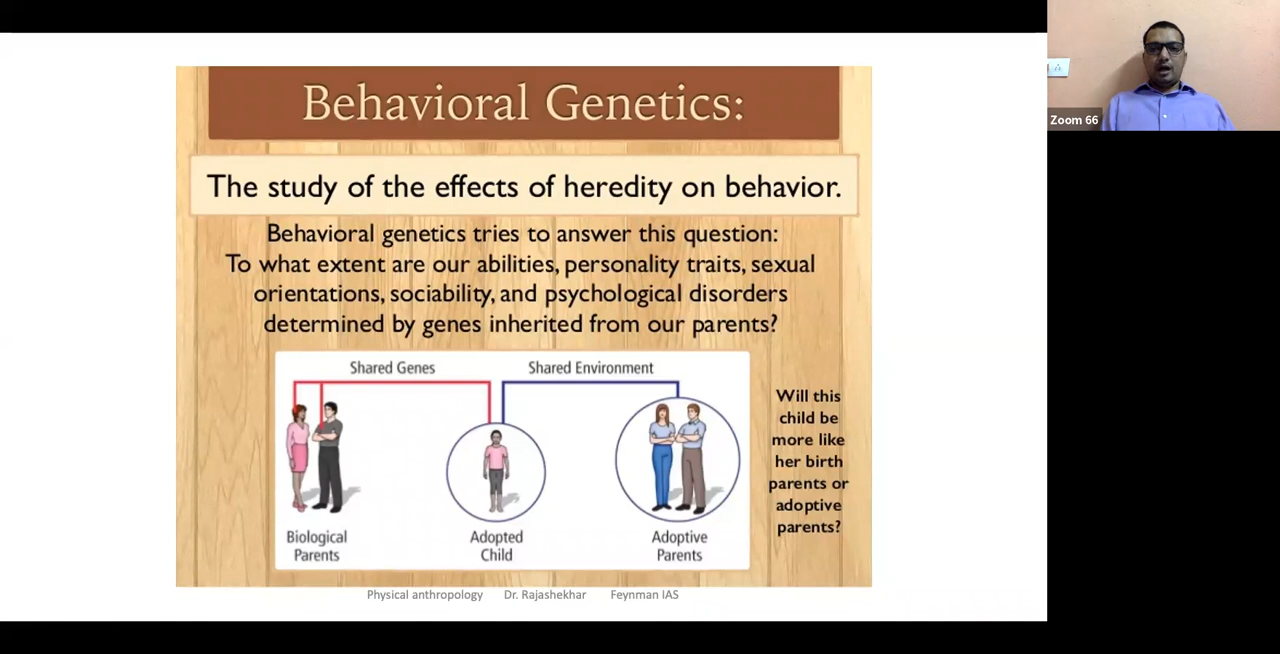 Behavioral Genetics:
The study of the effects of heredity on behavior.
Behavioral genetics tries to answer this question:
To what extent are our abilities, personality traits, sexual
orientations, sociability, and psychological disorders
determined by genes inherited from our parents?
Shared Genes
Shared Environment
Biological
Parents
Adopted
Child
Adoptive
Parents
Will this
child be
more like
her birth
parents or
adoptive
parents?
Physical anthropology Dr. Rajashekhar Feynman IAS
Zoom 66